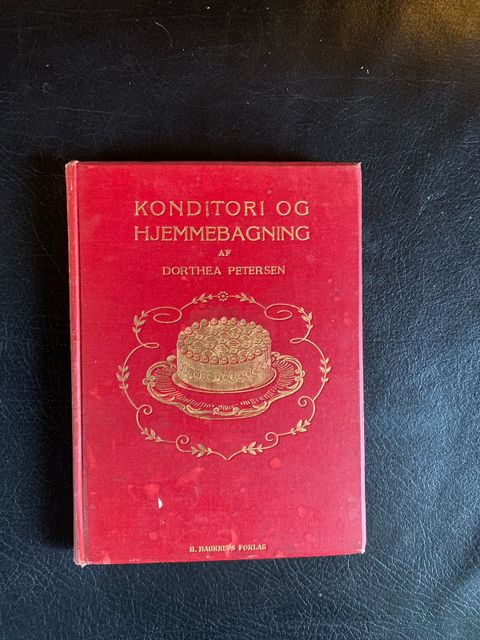 KONDITORI OG
HJEMMEBAGNING
AF
DORTHEA PETERSEN
H. HAGERUPS FORLAG